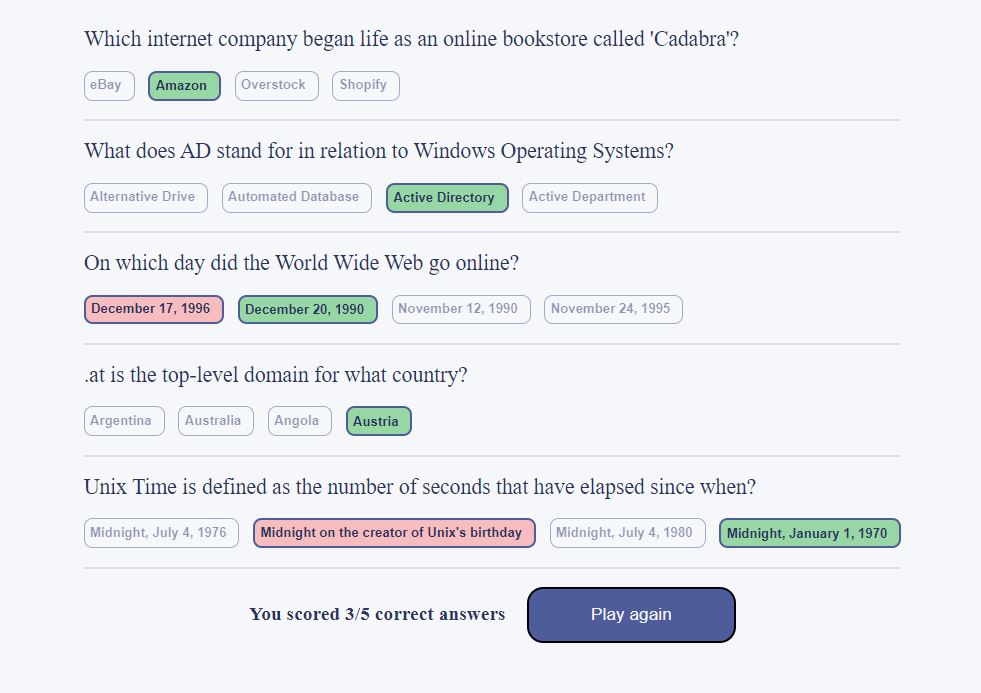 Which internet company began life as an online bookstore called 'Cadabra'?
eBay Amazon Overstock Shopify
What does AD stand for in relation to Windows Operating Systems?
Alternative Drive Automated Database Active Directory Active Department
On which day did the World Wide Web go online?
December 17, 1996 December 20, 1990 November 12, 1990 November 24, 1995
.at is the top-level domain for what country?
Argentina Australia Angola Austria
Unix Time is defined as the number of seconds that have elapsed since when?
Midnight, July 4, 1976 Midnight on the creator of Unix's birthday Midnight, July 4, 1980 Midnight, January 1, 1970
You scored 3/5 correct answers Play again